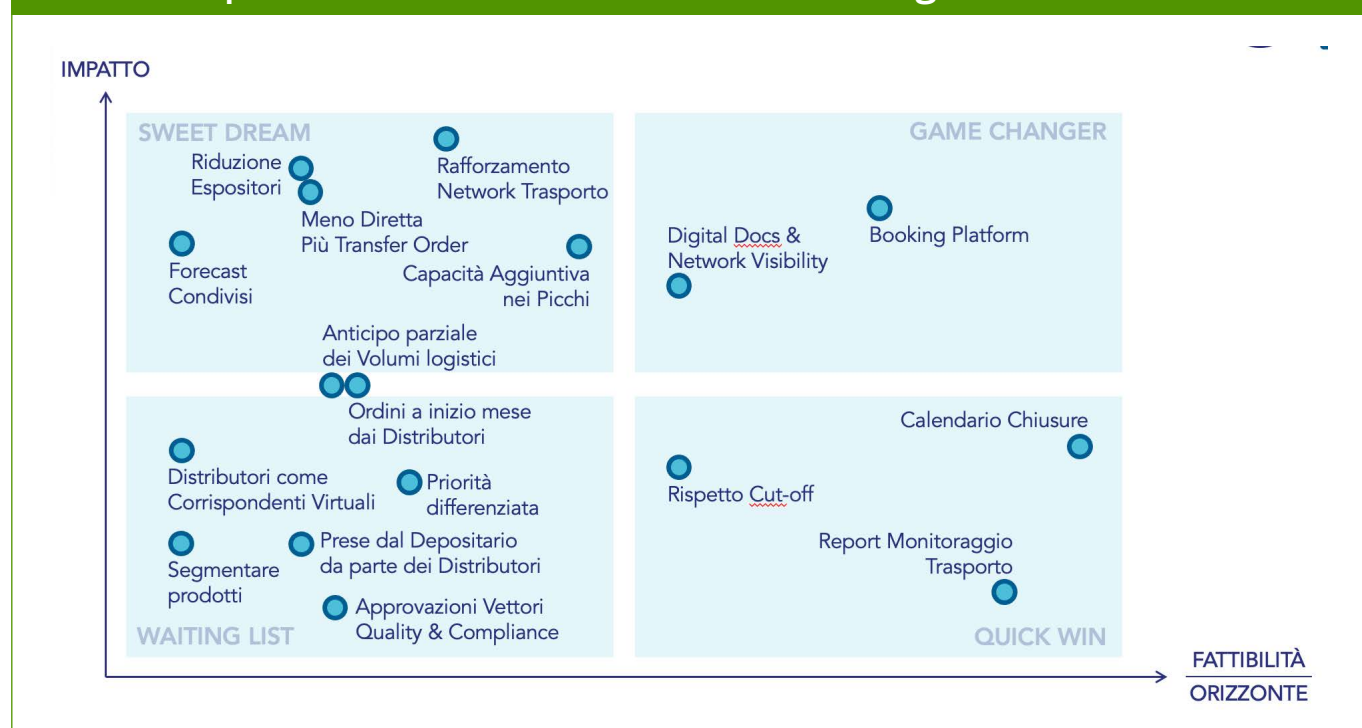 IMPATTO
SWEET DREAM
Riduzione
Espositori
Rafforzamento
Network Trasporto
Meno Diretta
Più Transfer Order
Forecast
Condivisi
Capacità Aggiuntiva
nei Picchi
Anticipo parziale
dei Volumi logistici
GAME CHANGER
Digital Docs &
Network Visibility
Booking Platform
Ordini a inizio mese
dai Distributori
Distributori come
Corrispondenti Virtuali
Priorità
differenziata
Segmentare
prodotti
Prese dal Depositario
da parte dei Distributori
Approvazioni Vettori
Quality & Compliance
WAITING LIST
Calendario Chiusure
Rispetto Cut-off
Report Monitoraggio
Trasporto
QUICK WIN
FATTIBILITÀ
ORIZZONTE